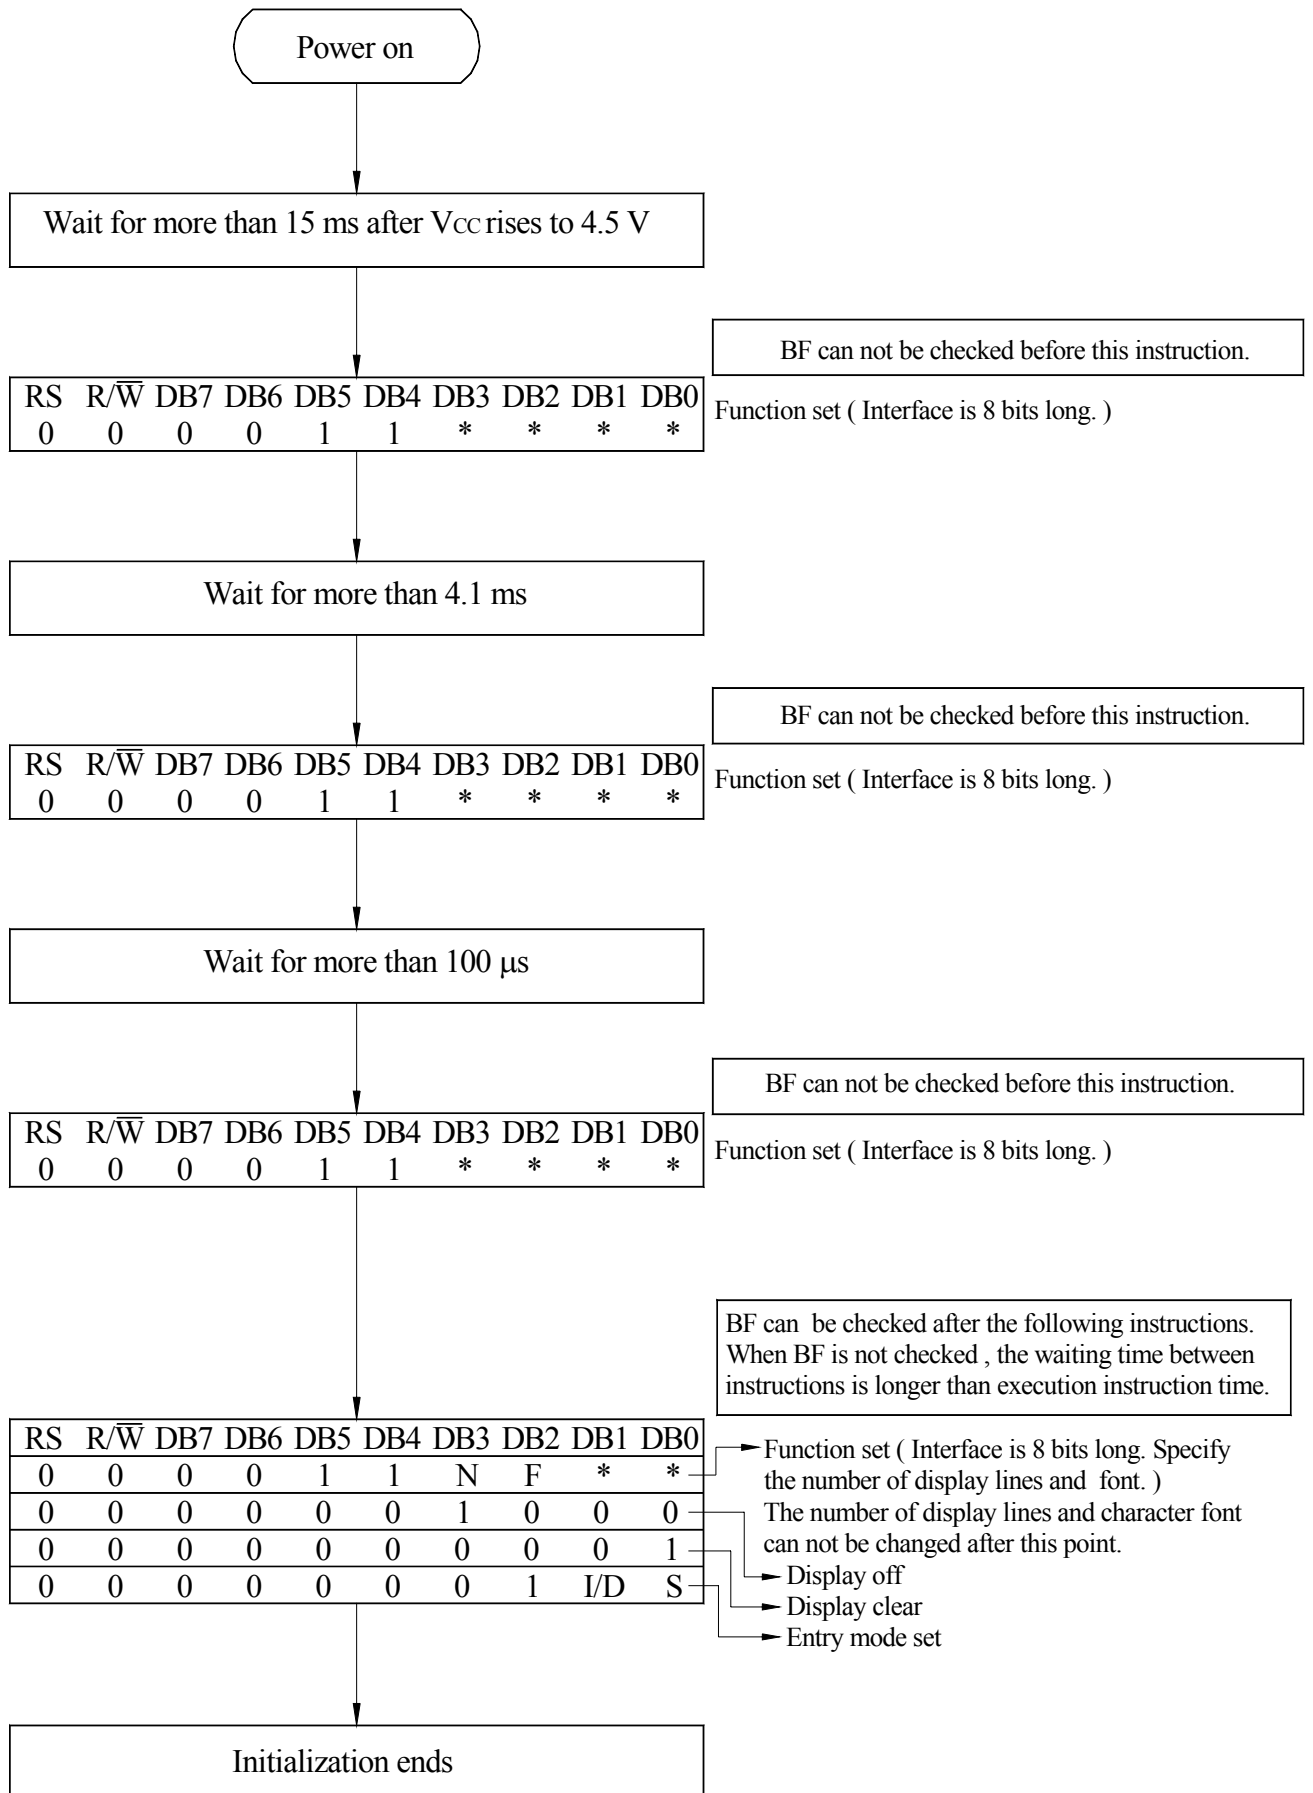 Power on
Wait for more than 15 ms after VCC rises to 4.5 V
BF can not be checked before this instruction.
RS R/W̅ DB7 DB6 DB5 DB4 DB3 DB2 DB1 DB0
0 0 0 0 1 1 * * * *
Function set ( Interface is 8 bits long. )
Wait for more than 4.1 ms
BF can not be checked before this instruction.
RS R/W̅ DB7 DB6 DB5 DB4 DB3 DB2 DB1 DB0
0 0 0 0 1 1 * * * *
Function set ( Interface is 8 bits long. )
Wait for more than 100 μs
BF can not be checked before this instruction.
RS R/W̅ DB7 DB6 DB5 DB4 DB3 DB2 DB1 DB0
0 0 0 0 1 1 * * * *
Function set ( Interface is 8 bits long. )
BF can be checked after the following instructions.
When BF is not checked , the waiting time between
instructions is longer than execution instruction time.
RS R/W̅ DB7 DB6 DB5 DB4 DB3 DB2 DB1 DB0
0 0 0 0 1 1 N F * *
0 0 0 0 0 0 1 0 0 0
0 0 0 0 0 0 0 0 0 1
0 0 0 0 0 0 0 1 I/D S
Function set ( Interface is 8 bits long. Specify
the number of display lines and font. )
The number of display lines and character font
can not be changed after this point.
Display off
Display clear
Entry mode set
Initialization ends